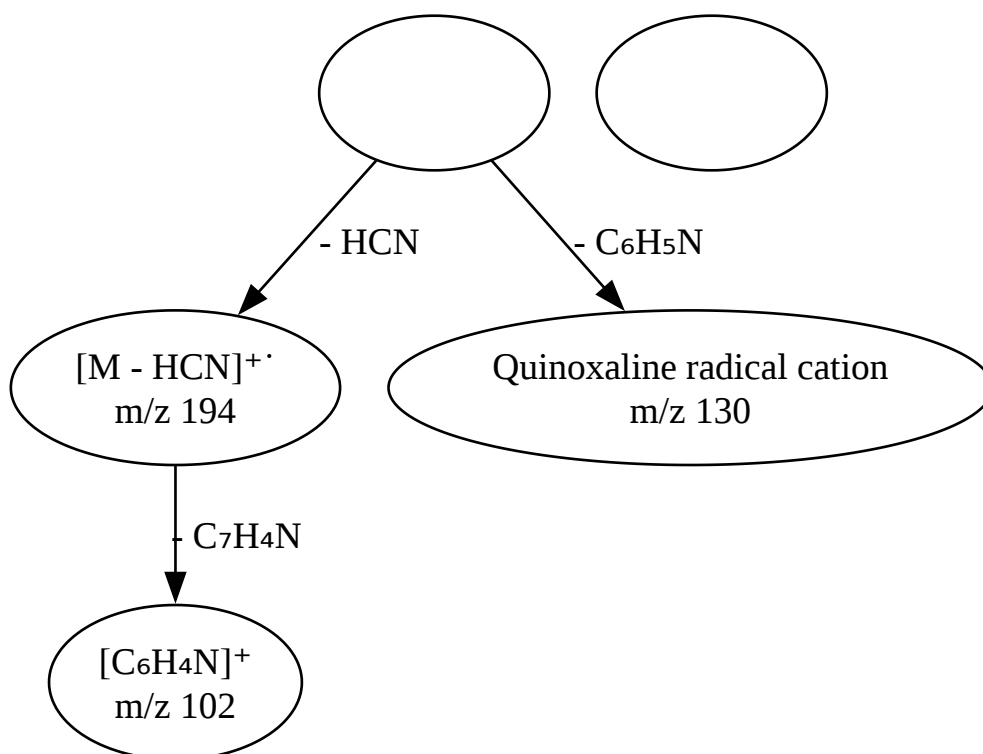 - HCN
- C₆H₅N
[M - HCN]⁺˙
m/z 194
Quinoxaline radical cation
m/z 130
- C₇H₄N
[C₆H₄N]⁺
m/z 102